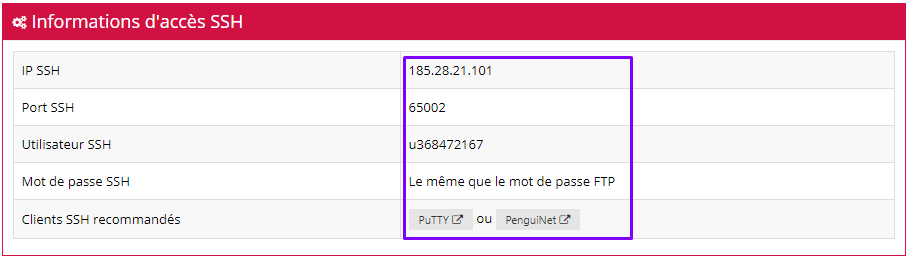 Informations d'accès SSH
IP SSH 185.28.21.101
Port SSH 65002
Utilisateur SSH u368472167
Mot de passe SSH Le même que le mot de passe FTP
Clients SSH recommandés PuTTY ou PenguiNet